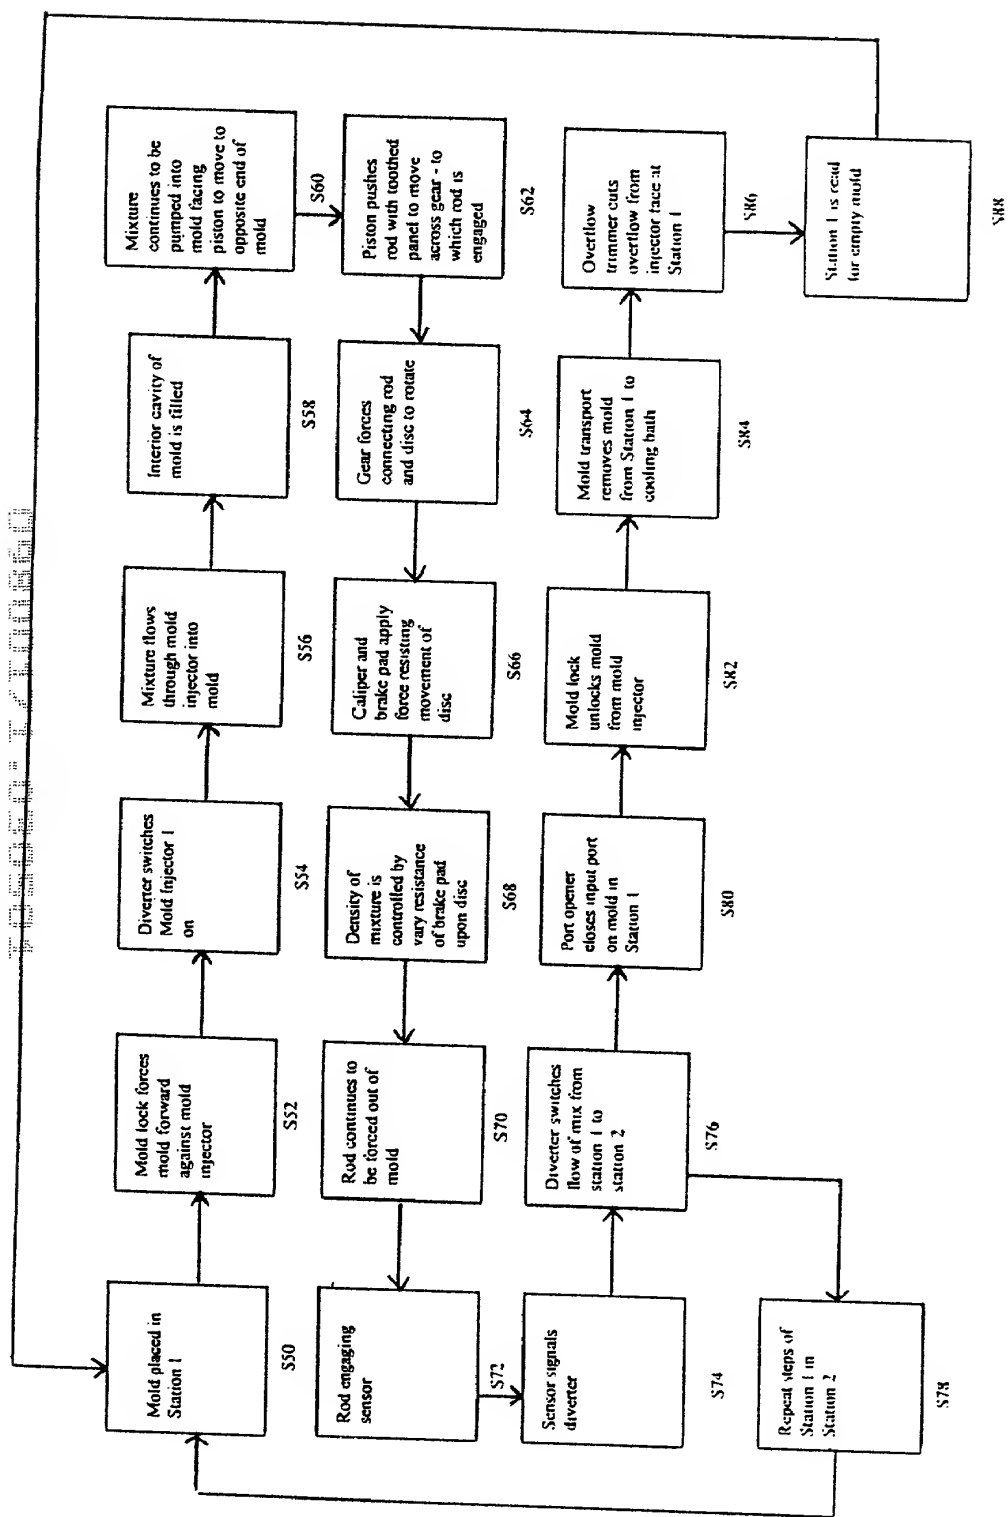 Mold placed in
Station 1
S50
Mold lock forces
mold forward
against mold
injector
S52
Diverter switches
Mold Injector 1
on
S54
Mixture flows
through mold
injector into
mold
S56
Interior cavity of
mold is filled
S58
Mixture
continues to be
pumped into
mold facing
piston to move to
opposite end of
mold
S60
Piston pushes
rod with toothed
panel to move
across gear - to
which rod is
engaged
S62
Gear forces
connecting rod
and disc to rotate
S64
Caliper and
brake pad apply
force resisting
movement of
disc
S66
Density of
mixture is
controlled by
vary resistance
of brake pad
upon disc
S68
Rod continues to
be forced out of
mold
S70
Rod engaging
sensor
S72
Sensor signals
diverter
S74
Diverter switches
flow of mix from
station 1 to
station 2
S76
Repeat steps of
Station 1 in
Station 2
S78
Port opener
closes input port
on mold in
Station 1
S80
Mold lock
unlocks mold
from mold
injector
S82
Mold transport
removes mold
from Station 1 to
cooling bath
S84
Overflow
trimmer cuts
overflow from
injector face at
Station 1
S86
Station 1 is read
for empty mold
S88